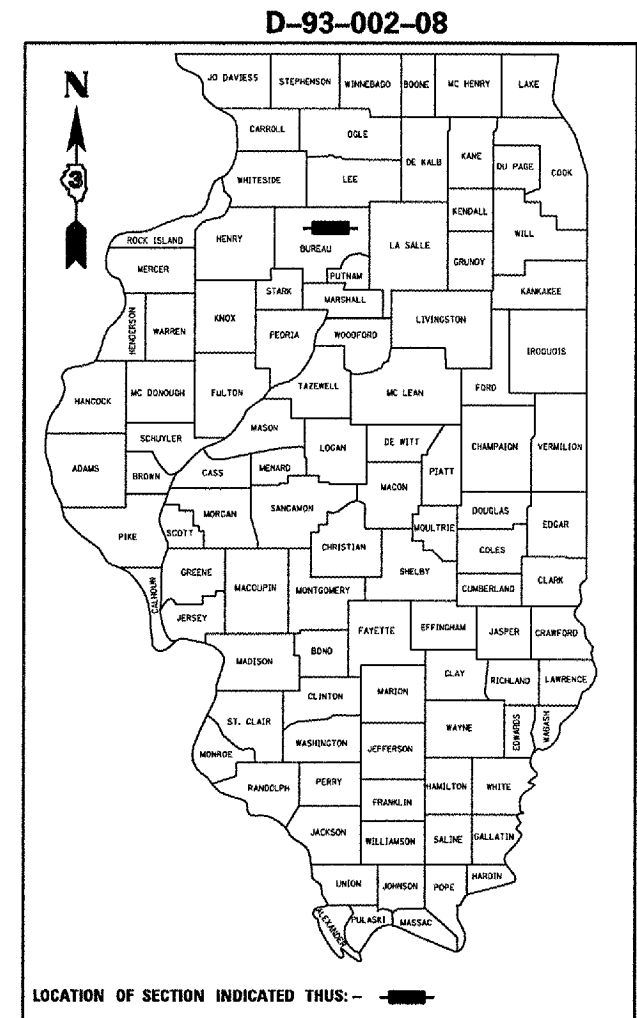 D–93–002–08
JO DAVIESS STEPHENSON WINNEBAGO BOONE MC HENRY LAKE
N
CARROLL OGLE
DE KALB KANE DU PAGE COOK
3
WHITESIDE LEE
KENDALL
ROCK ISLAND HENRY BUREAU LA SALLE WILL
MERCER PUTNAM GRUNDY
STARK MARSHALL KANKAKEE
HENDERSON WARREN KNOX PEORIA WOODFORD LIVINGSTON
IROQUOIS
HANCOCK MC DONOUGH FULTON TAZEWELL MC LEAN FORD
MASON
SCHUYLER LOGAN DE WITT CHAMPAIGN VERMILION
ADAMS BROWN CASS MENARD PIATT
MACON
MORGAN SANGAMON DOUGLAS
PIKE SCOTT MOULTRIE EDGAR
CHRISTIAN COLES
GREENE SHELBY
CALHOUN MACOUPIN MONTGOMERY CUMBERLAND CLARK
JERSEY
FAYETTE EFFINGHAM JASPER CRAWFORD
MADISON BOND
CLAY RICHLAND LAWRENCE
CLINTON MARION
ST. CLAIR WAYNE EDWARDS WABASH
MONROE WASHINGTON JEFFERSON
RANDOLPH PERRY HAMILTON WHITE
FRANKLIN
JACKSON WILLIAMSON SALINE GALLATIN
UNION JOHNSON POPE HARDIN
ALEXANDER PULASKI MASSAC
LOCATION OF SECTION INDICATED THUS: –